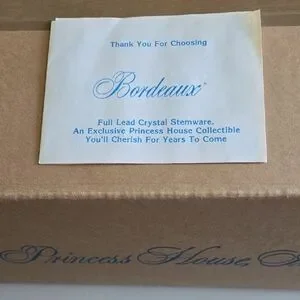 Thank You For Choosing
Bordeaux
Full Lead Crystal Stemware.
An Exclusive Princess House Collectible
You'll Cherish For Years To Come
Princess House,